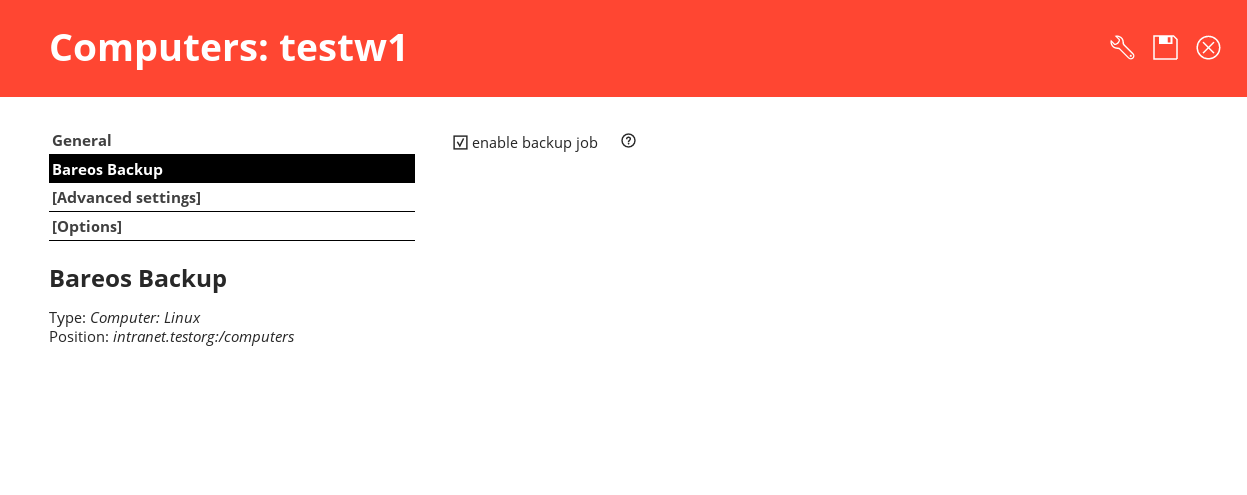 Computers: testw1
General
Bareos Backup
[Advanced settings]
[Options]
enable backup job
Bareos Backup
Type: Computer: Linux
Position: intranet.testorg:/computers